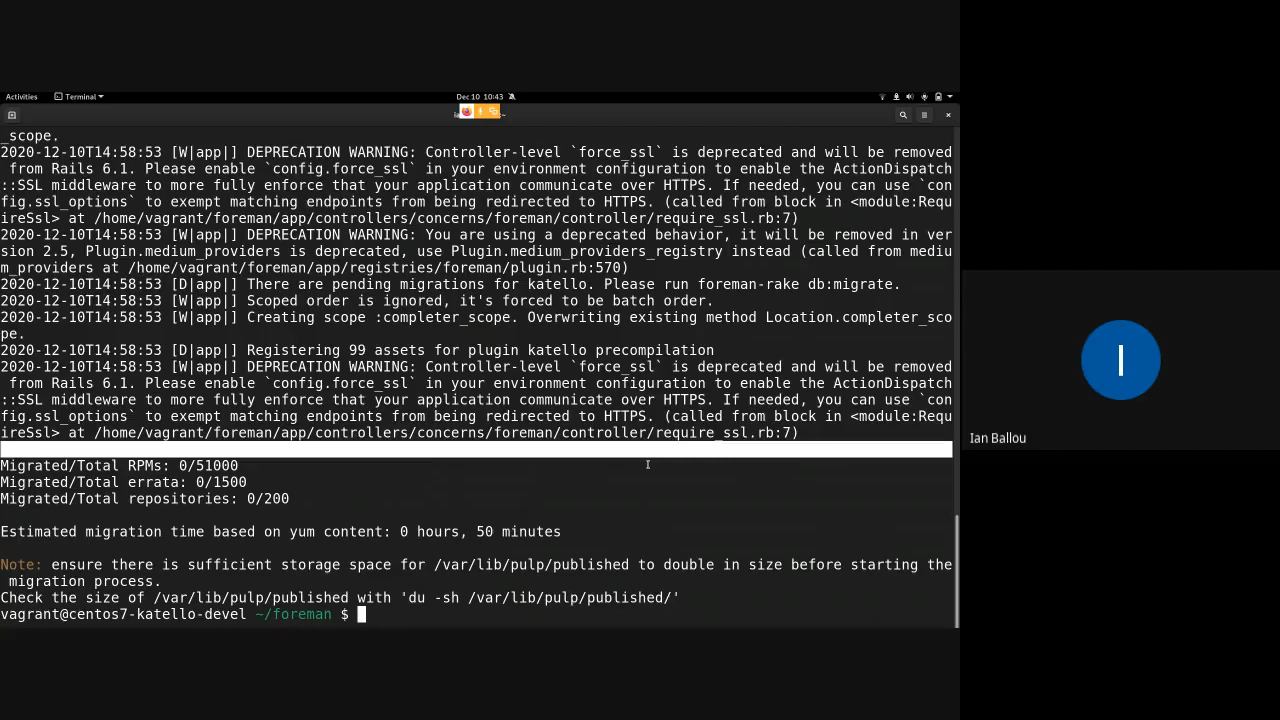 Activities
Terminal
Dec 10 10:43
_scope.
2020-12-10T14:58:53 [W|app|] DEPRECATION WARNING: Controller-level `force_ssl` is deprecated and will be removed
 from Rails 6.1. Please enable `config.force_ssl` in your environment configuration to enable the ActionDispatch
::SSL middleware to more fully enforce that your application communicate over HTTPS. If needed, you can use `con
fig.ssl_options` to exempt matching endpoints from being redirected to HTTPS. (called from block in <module:Requ
ireSsl> at /home/vagrant/foreman/app/controllers/concerns/foreman/controller/require_ssl.rb:7)
2020-12-10T14:58:53 [W|app|] DEPRECATION WARNING: You are using a deprecated behavior, it will be removed in ver
sion 2.5, Plugin.medium_providers is deprecated, use Plugin.medium_providers_registry instead (called from mediu
m_providers at /home/vagrant/foreman/app/registries/foreman/plugin.rb:570)
2020-12-10T14:58:53 [D|app|] There are pending migrations for katello. Please run foreman-rake db:migrate.
2020-12-10T14:58:53 [W|app|] Scoped order is ignored, it's forced to be batch order.
2020-12-10T14:58:53 [W|app|] Creating scope :completer_scope. Overwriting existing method Location.completer_sco
pe.
2020-12-10T14:58:53 [D|app|] Registering 99 assets for plugin katello precompilation
2020-12-10T14:58:53 [W|app|] DEPRECATION WARNING: Controller-level `force_ssl` is deprecated and will be removed
 from Rails 6.1. Please enable `config.force_ssl` in your environment configuration to enable the ActionDispatch
::SSL middleware to more fully enforce that your application communicate over HTTPS. If needed, you can use `con
fig.ssl_options` to exempt matching endpoints from being redirected to HTTPS. (called from block in <module:Requ
ireSsl> at /home/vagrant/foreman/app/controllers/concerns/foreman/controller/require_ssl.rb:7)
Migrated/Total RPMs: 0/51000
Migrated/Total errata: 0/1500
Migrated/Total repositories: 0/200
Estimated migration time based on yum content: 0 hours, 50 minutes
Note: ensure there is sufficient storage space for /var/lib/pulp/published to double in size before starting the
 migration process.
Check the size of /var/lib/pulp/published with 'du -sh /var/lib/pulp/published/'
vagrant@centos7-katello-devel ~/foreman $
I
Ian Ballou